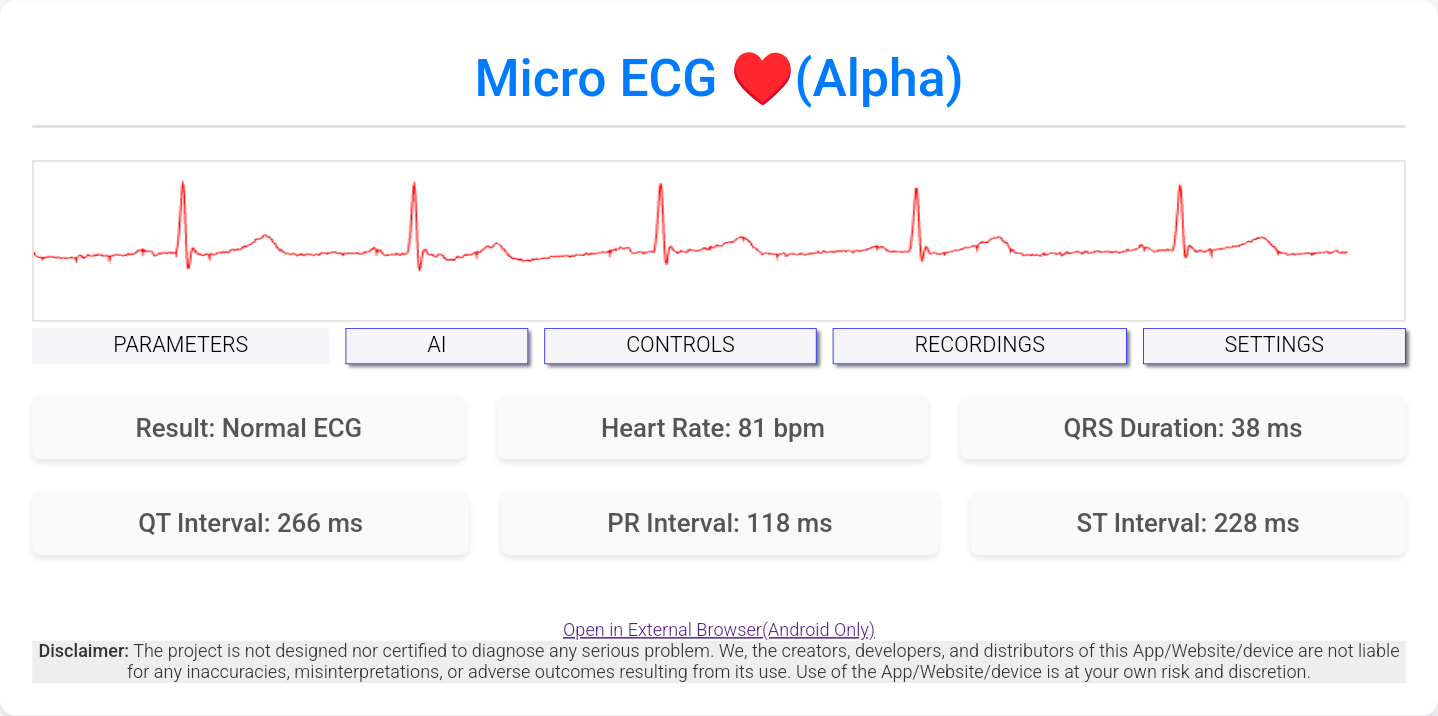 Micro ECG ❤️(Alpha)
PARAMETERS
AI
CONTROLS
RECORDINGS
SETTINGS
Result: Normal ECG
Heart Rate: 81 bpm
QRS Duration: 38 ms
QT Interval: 266 ms
PR Interval: 118 ms
ST Interval: 228 ms
Open in External Browser(Android Only)
Disclaimer: The project is not designed nor certified to diagnose any serious problem. We, the creators, developers, and distributors of this App/Website/device are not liable
for any inaccuracies, misinterpretations, or adverse outcomes resulting from its use. Use of the App/Website/device is at your own risk and discretion.